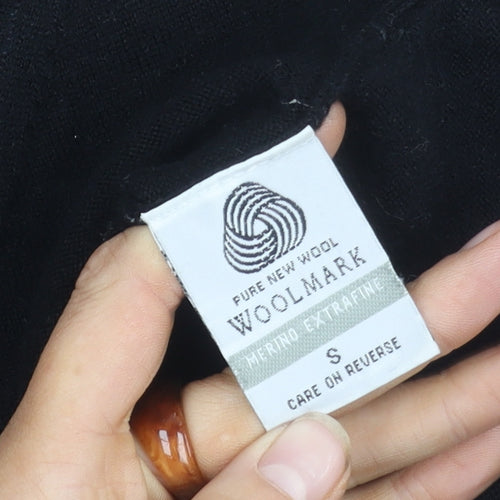 PURE NEW WOOL
WOOLMARK
MERINO EXTRAFINE
S
CARE ON REVERSE